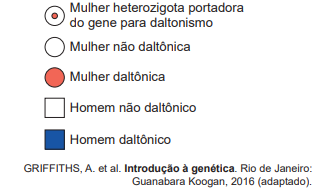 Mulher heterozigota portadora
do gene para daltonismo
Mulher não daltônica
Mulher daltônica
Homem não daltônico
Homem daltônico
GRIFFITHS, A. et al. Introdução à genética. Rio de Janeiro:
Guanabara Koogan, 2016 (adaptado).